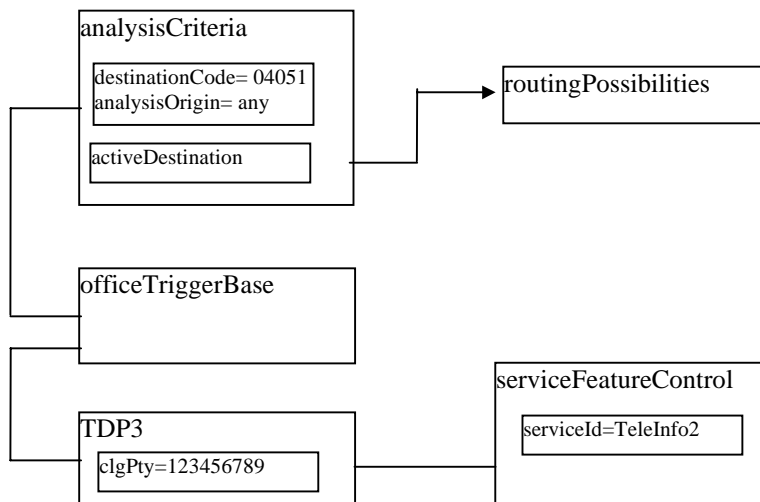 analysisCriteria
destinationCode= 04051
analysisOrigin= any
activeDestination
routingPossibilities
officeTriggerBase
serviceFeatureControl
serviceId=TeleInfo2
TDP3
clgPty=123456789